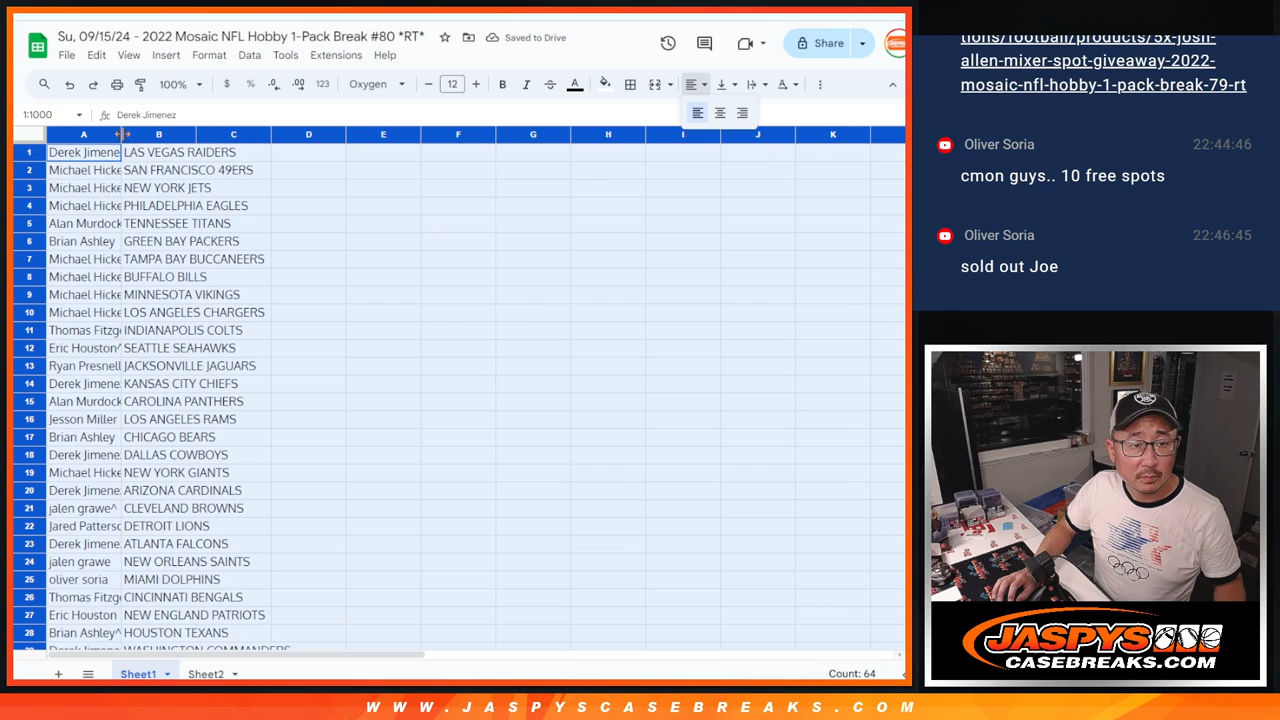 Su, 09/15/24 - 2022 Mosaic NFL Hobby 1-Pack Break #80 *RT*
Saved to Drive
Share
File Edit View Insert Format Data Tools Extensions Help
100% $ % .0 .00 123 Oxygen 12 B I A
1:1000 fx Derek Jimenez
A B C D E F G H I J K
1 Derek Jimene LAS VEGAS RAIDERS
2 Michael Hicke SAN FRANCISCO 49ERS
3 Michael Hicke NEW YORK JETS
4 Michael Hicke PHILADELPHIA EAGLES
5 Alan Murdock TENNESSEE TITANS
6 Brian Ashley GREEN BAY PACKERS
7 Michael Hicke TAMPA BAY BUCCANEERS
8 Michael Hicke BUFFALO BILLS
9 Michael Hicke MINNESOTA VIKINGS
10 Michael Hicke LOS ANGELES CHARGERS
11 Thomas Fitzg INDIANAPOLIS COLTS
12 Eric Houston^ SEATTLE SEAHAWKS
13 Ryan Presnell JACKSONVILLE JAGUARS
14 Derek Jimene KANSAS CITY CHIEFS
15 Alan Murdock CAROLINA PANTHERS
16 Jesson Miller LOS ANGELES RAMS
17 Brian Ashley CHICAGO BEARS
18 Derek Jimene DALLAS COWBOYS
19 Michael Hicke NEW YORK GIANTS
20 Derek Jimene ARIZONA CARDINALS
21 jalen grawe^ CLEVELAND BROWNS
22 Jared Patterso DETROIT LIONS
23 Derek Jimene ATLANTA FALCONS
24 jalen grawe NEW ORLEANS SAINTS
25 oliver soria MIAMI DOLPHINS
26 Thomas Fitzg CINCINNATI BENGALS
27 Eric Houston NEW ENGLAND PATRIOTS
28 Brian Ashley^ HOUSTON TEXANS
Derek Jimene WASHINGTON COMMANDERS
Sheet1 Sheet2 Count: 64
tions/football/products/5x-josh-
allen-mixer-spot-giveaway-2022-
mosaic-nfl-hobby-1-pack-break-79-rt
Oliver Soria 22:44:46
cmon guys.. 10 free spots
Oliver Soria 22:46:45
sold out Joe
JASPYS
CASEBREAKS.COM
WWW.JASPYSCASEBREAKS.COM